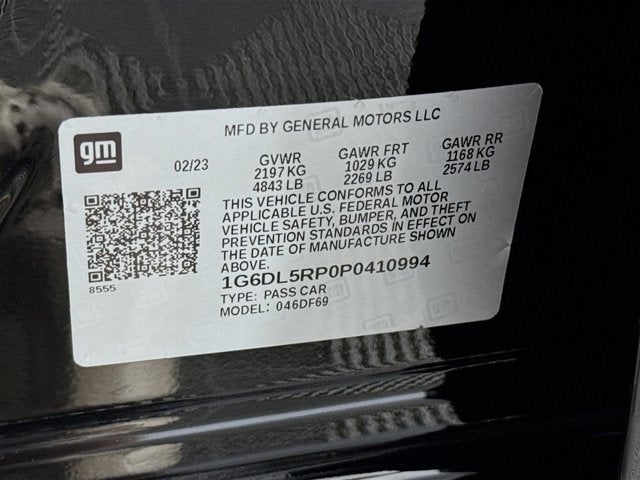 MFD BY GENERAL MOTORS LLC
gm
02/23
GVWR GAWR FRT GAWR RR
2197 KG 1029 KG 1168 KG
4843 LB 2269 LB 2574 LB
THIS VEHICLE CONFORMS TO ALL
APPLICABLE U.S. FEDERAL MOTOR
VEHICLE SAFETY, BUMPER, AND THEFT
PREVENTION STANDARDS IN EFFECT ON
THE DATE OF MANUFACTURE SHOWN
ABOVE.
8555
1G6DL5RP0P0410994
TYPE: PASS CAR
MODEL: 046DF69